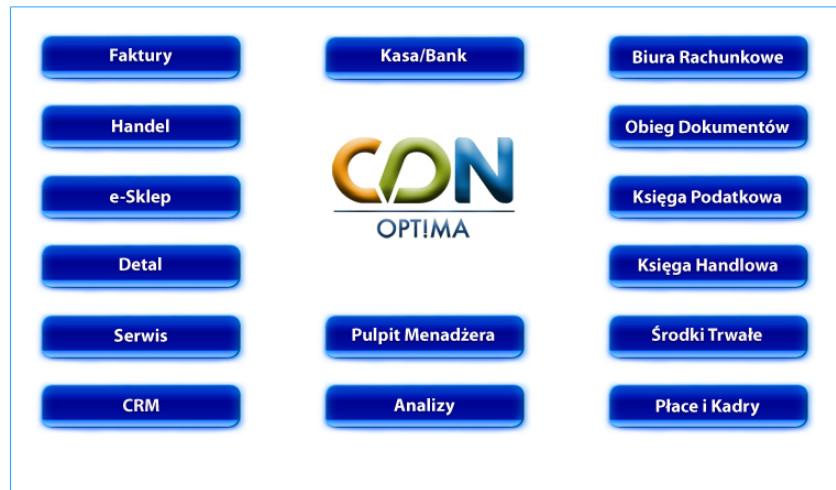 Faktury
Kasa/Bank
Biura Rachunkowe
Handel
Obieg Dokumentów
CDN
OPT!MA
e-Sklep
Księga Podatkowa
Detal
Księga Handlowa
Serwis
Pulpit Menadżera
Środki Trwałe
CRM
Analizy
Płace i Kadry